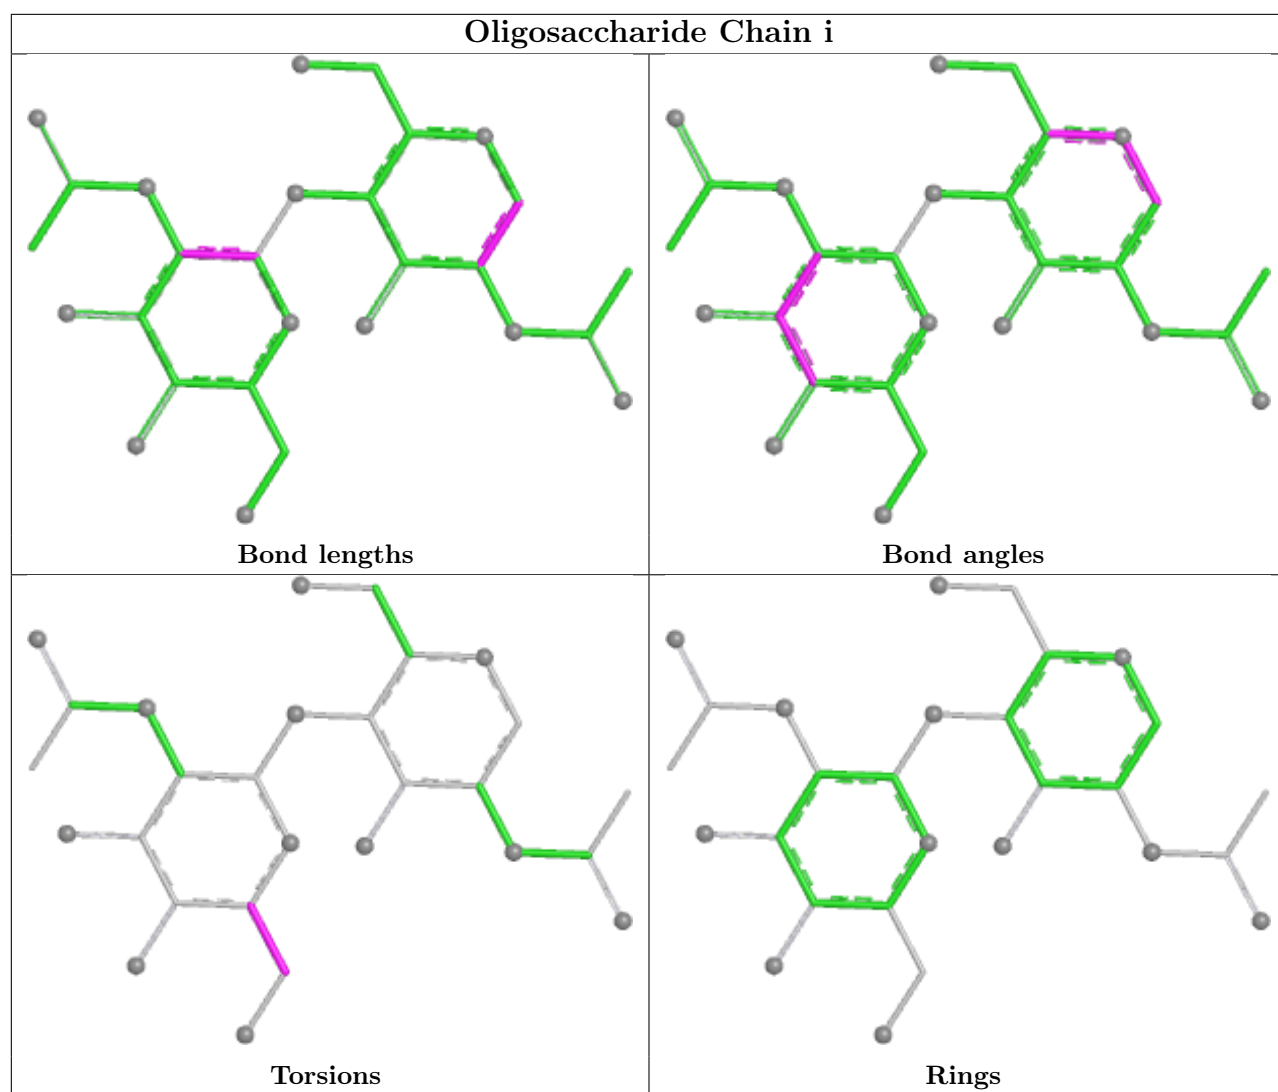 Oligosaccharide Chain i
Bond lengths
Bond angles
Torsions
Rings